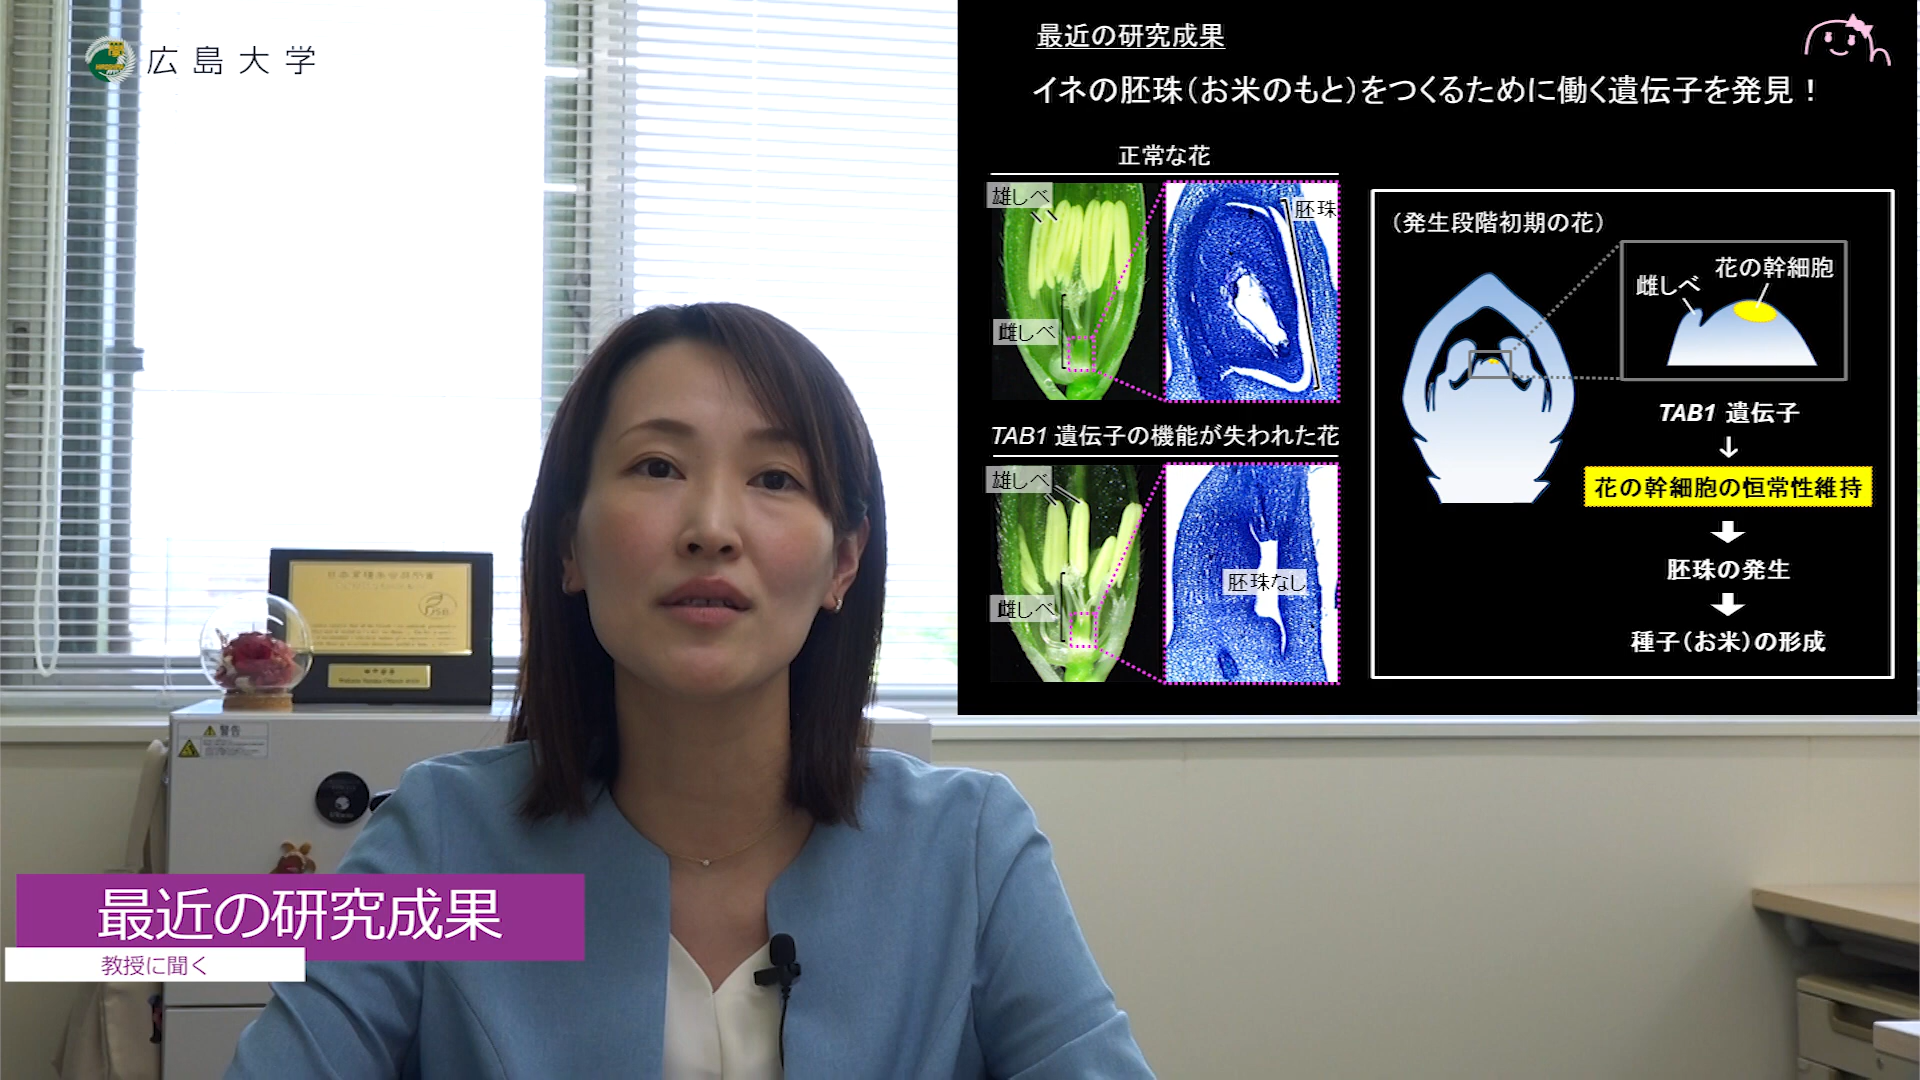 広島大学
最近の研究成果
イネの胚珠（お米のもと）をつくるために働く遺伝子を発見！
正常な花
雄しべ
胚珠
雌しべ
TAB1 遺伝子の機能が失われた花
雄しべ
胚珠なし
雌しべ
（発生段階初期の花）
花の幹細胞
雌しべ
TAB1 遺伝子
↓
花の幹細胞の恒常性維持
胚珠の発生
種子（お米）の形成
警告
最近の研究成果
教授に聞く